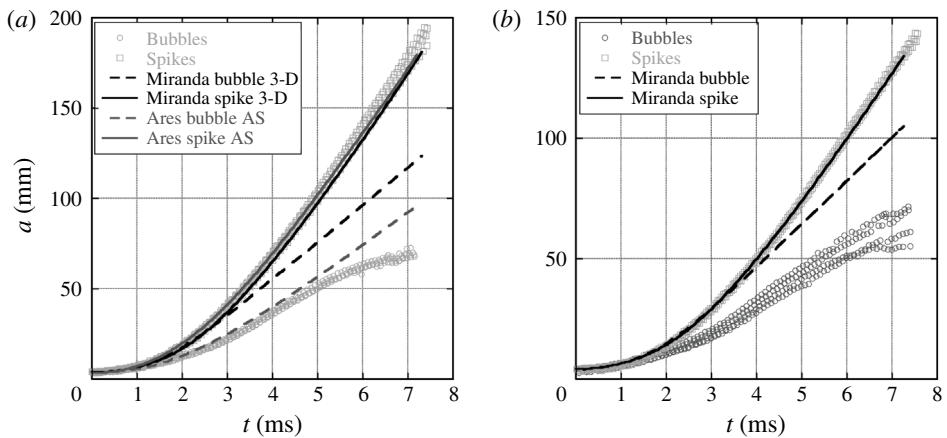 (a)
200
150
100
50
0
a (mm)
Bubbles
Spikes
Miranda bubble 3-D
Miranda spike 3-D
Ares bubble AS
Ares spike AS
1 2 3 4 5 6 7 8
t (ms)
(b)
150
100
50
0
Bubbles
Spikes
Miranda bubble
Miranda spike
1 2 3 4 5 6 7 8
t (ms)